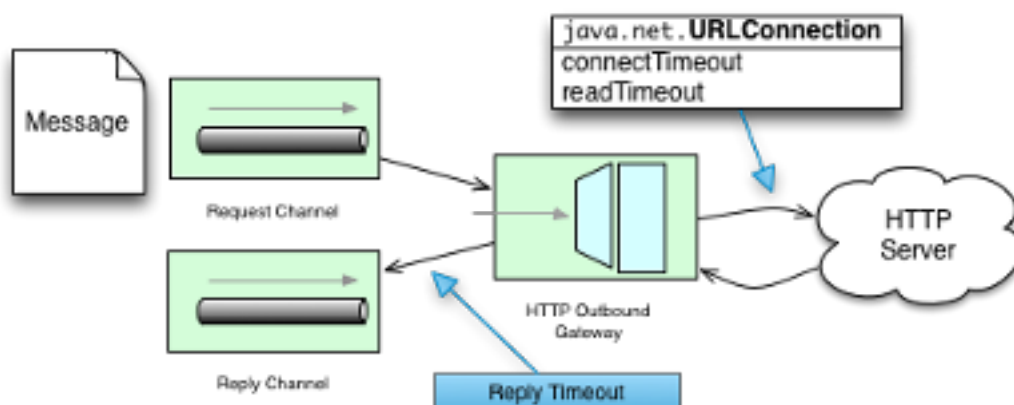 java.net.URLConnection
connectTimeout
readTimeout
Message
Request Channel
HTTP
Server
HTTP Outbound
Gateway
Reply Channel
Reply Timeout